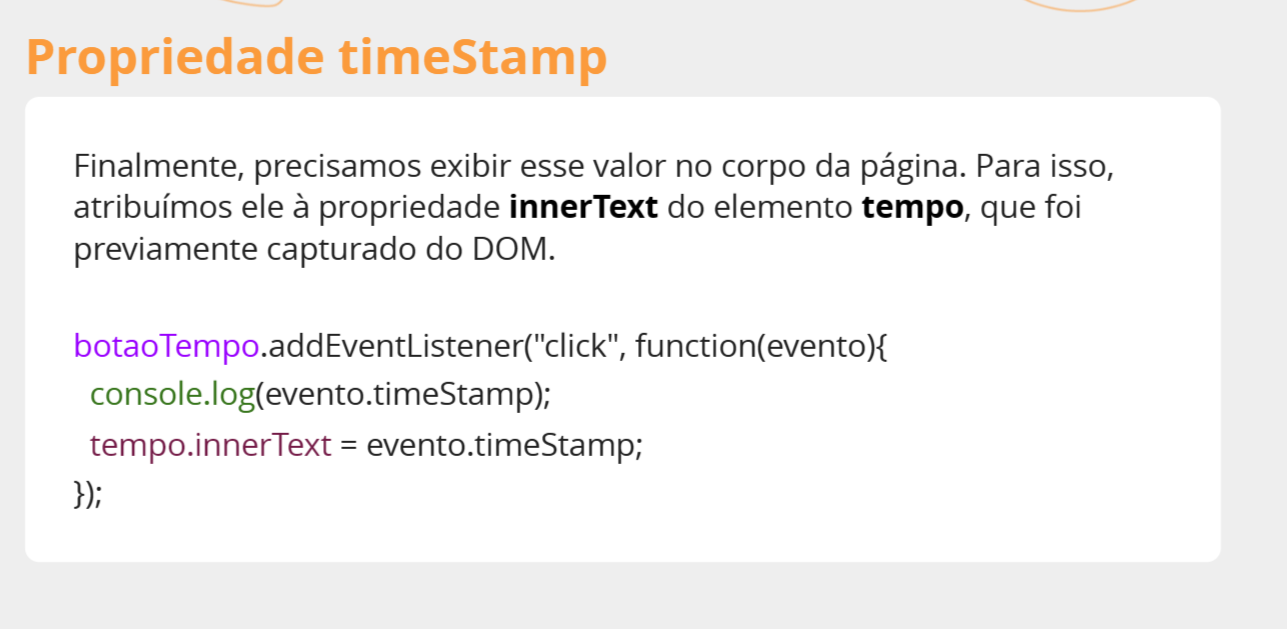 Propriedade timeStamp
Finalmente, precisamos exibir esse valor no corpo da página. Para isso,
atribuímos ele à propriedade innerText do elemento tempo, que foi
previamente capturado do DOM.
botaoTempo.addEventListener("click", function(evento){
console.log(evento.timeStamp);
tempo.innerText = evento.timeStamp;
});